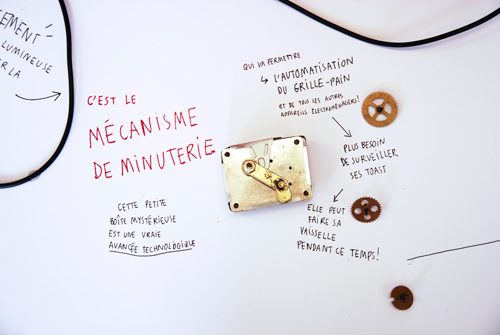 CEMENT
LUMINEUSE
ER LA
C'EST LE
MÉCANISME
DE MINUTERIE
CETTE PETITE
BOÎTE MYSTÉRIEUSE
EST UNE VRAIE
AVANCÉE TECHNOLOGIQUE
QUI VA PERMETTRE
L'AUTOMATISATION
DU GRILLE-PAIN
ET DE TOUS LES AUTRES
APPAREILS ÉLECTROMÉNAGERS!
PLUS BESOIN
DE SURVEILLER
SES TOAST
ELLE PEUT
FAIRE SA
VAISSELLE
PENDANT CE TEMPS!